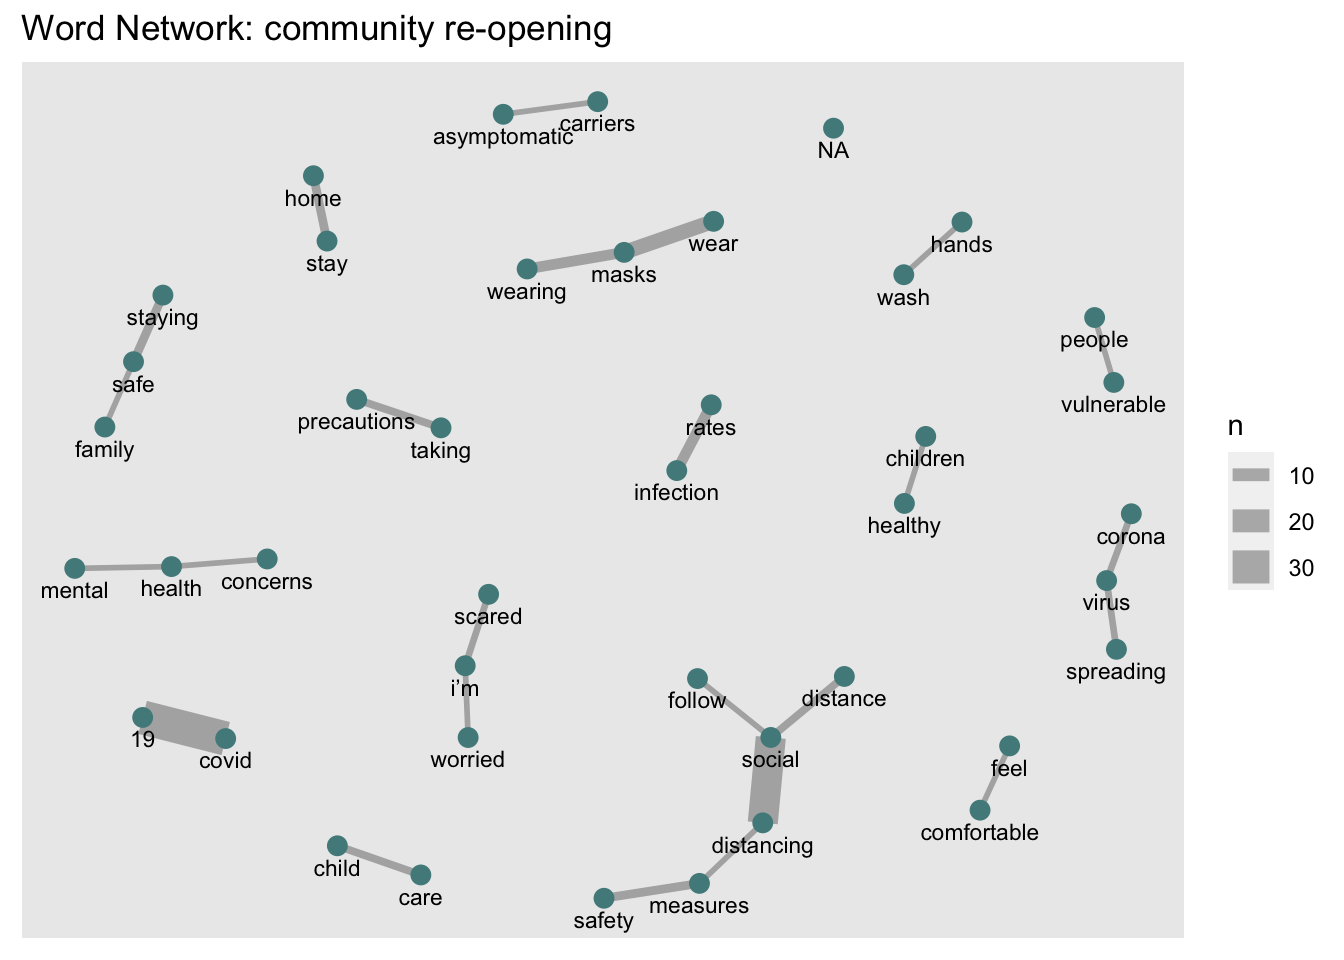 Word Network: community re-opening
carriers
asymptomatic
NA
home
stay
wear
masks
wearing
hands
wash
staying
safe
family
people
vulnerable
precautions
taking
rates
infection
children
healthy
n
10
20
30
corona
virus
spreading
mental
health
concerns
scared
i’m
worried
follow
distance
social
distancing
measures
safety
19
covid
feel
comfortable
child
care